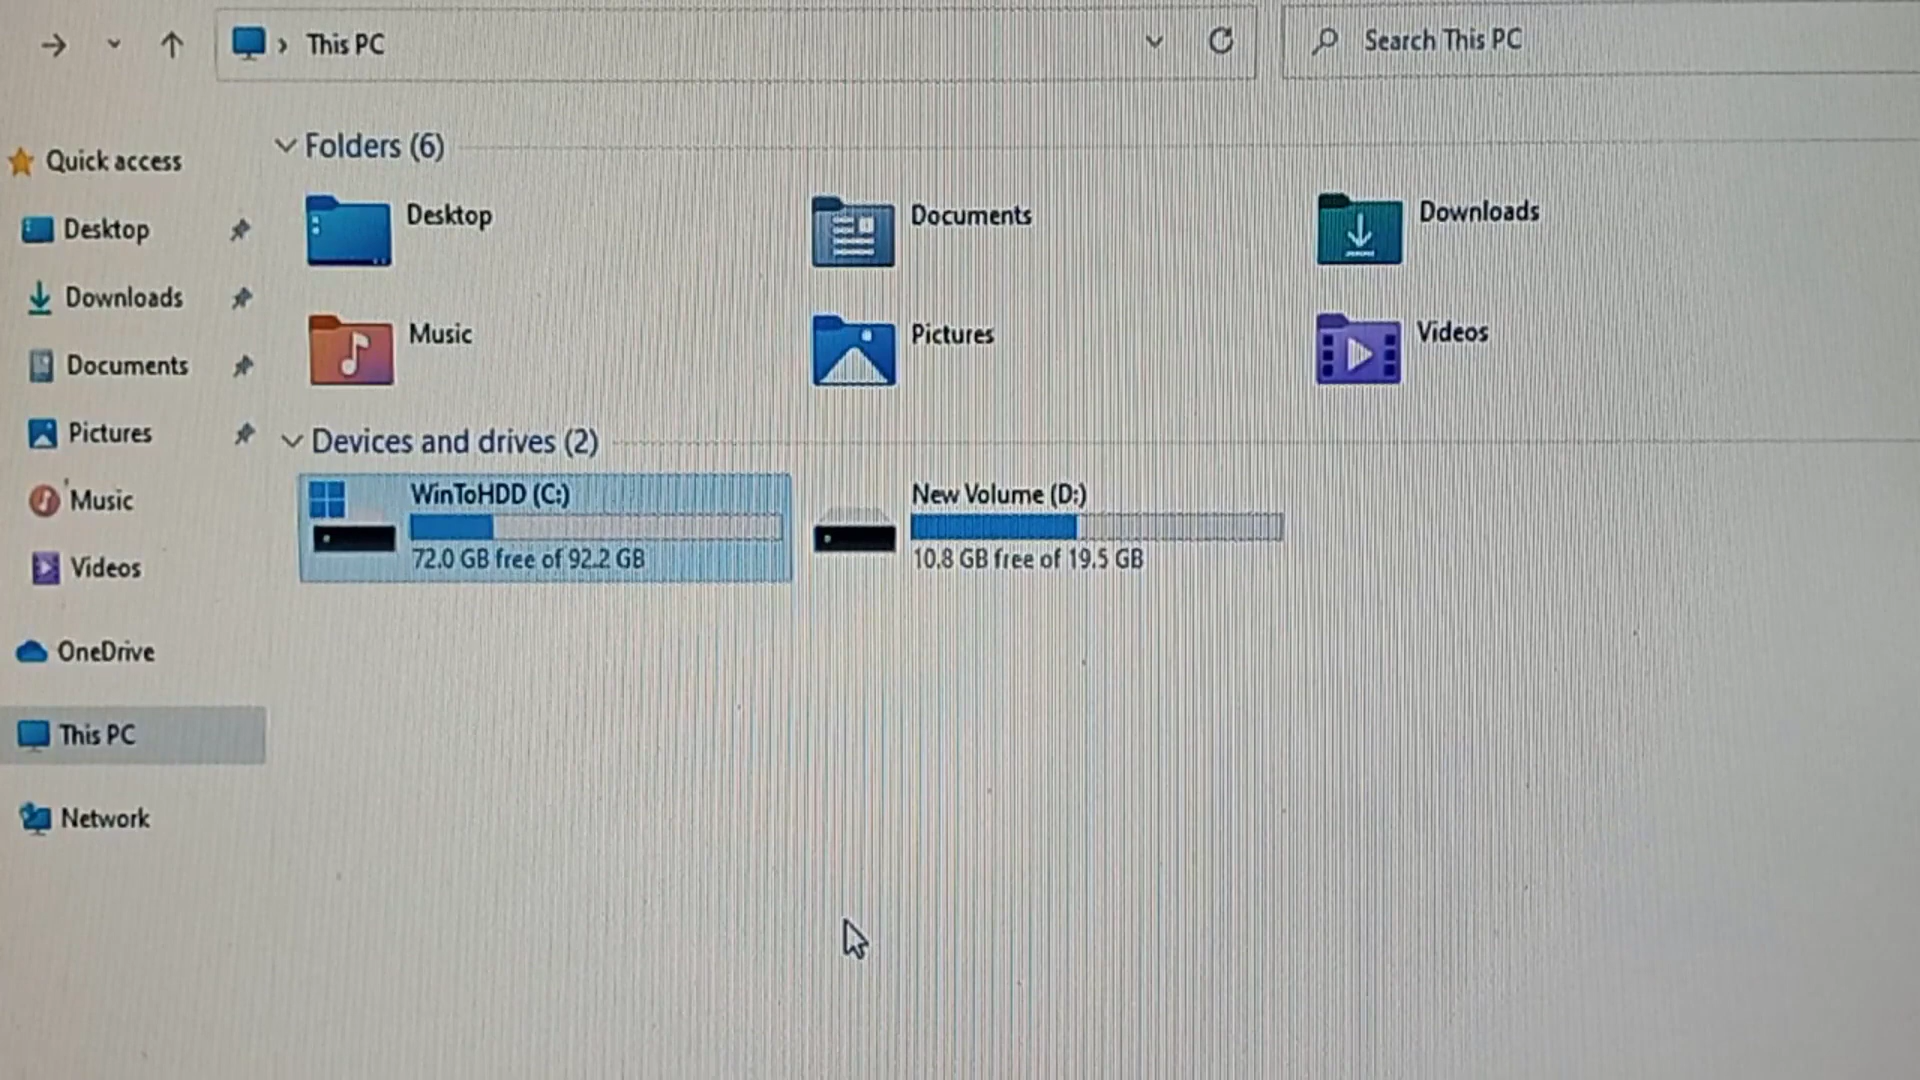 This PC
Search This PC
Quick access
Desktop
Downloads
Documents
Pictures
Music
Videos
OneDrive
This PC
Network
Folders (6)
Desktop
Documents
Downloads
Music
Pictures
Videos
Devices and drives (2)
WinToHDD (C:)
72.0 GB free of 92.2 GB
New Volume (D:)
10.8 GB free of 19.5 GB